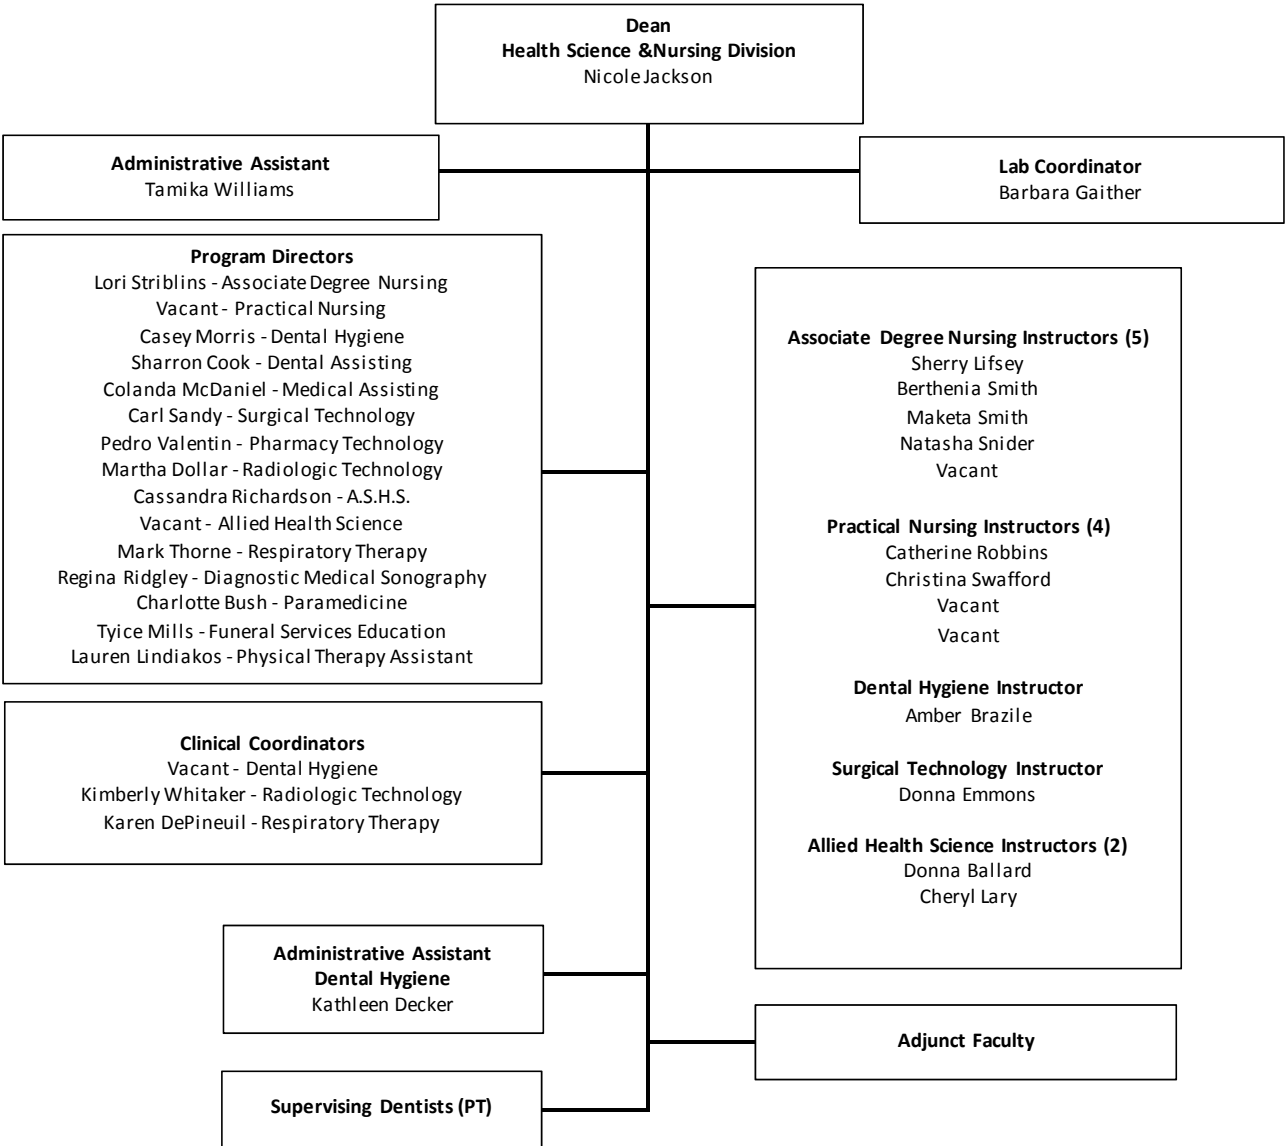 Dean
Health Science &Nursing Division
Nicole Jackson
Administrative Assistant
Tamika Williams
Lab Coordinator
Barbara Gaither
Program Directors
Lori Striblins - Associate Degree Nursing
Vacant - Practical Nursing
Casey Morris - Dental Hygiene
Sharron Cook - Dental Assisting
Colanda McDaniel - Medical Assisting
Carl Sandy - Surgical Technology
Pedro Valentin - Pharmacy Technology
Martha Dollar - Radiologic Technology
Cassandra Richardson - A.S.H.S.
Vacant - Allied Health Science
Mark Thorne - Respiratory Therapy
Regina Ridgley - Diagnostic Medical Sonography
Charlotte Bush - Paramedicine
Tyice Mills - Funeral Services Education
Lauren Lindiakos - Physical Therapy Assistant
Associate Degree Nursing Instructors (5)
Sherry Lifsey
Berthenia Smith
Maketa Smith
Natasha Snider
Vacant
Practical Nursing Instructors (4)
Catherine Robbins
Christina Swafford
Vacant
Vacant
Dental Hygiene Instructor
Amber Brazile
Surgical Technology Instructor
Donna Emmons
Allied Health Science Instructors (2)
Donna Ballard
Cheryl Lary
Clinical Coordinators
Vacant - Dental Hygiene
Kimberly Whitaker - Radiologic Technology
Karen DePineuil - Respiratory Therapy
Administrative Assistant
Dental Hygiene
Kathleen Decker
Adjunct Faculty
Supervising Dentists (PT)